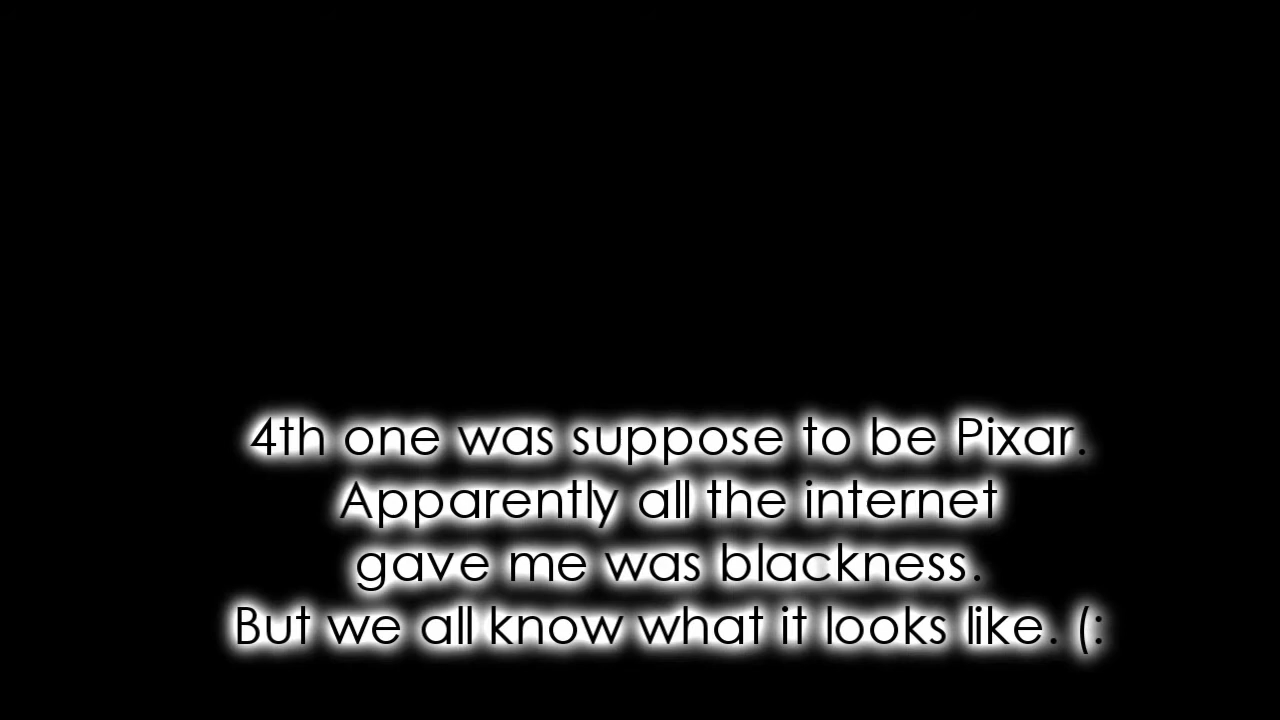 4th one was suppose to be Pixar.
Apparently all the internet
gave me was blackness.
But we all know what it looks like. (: